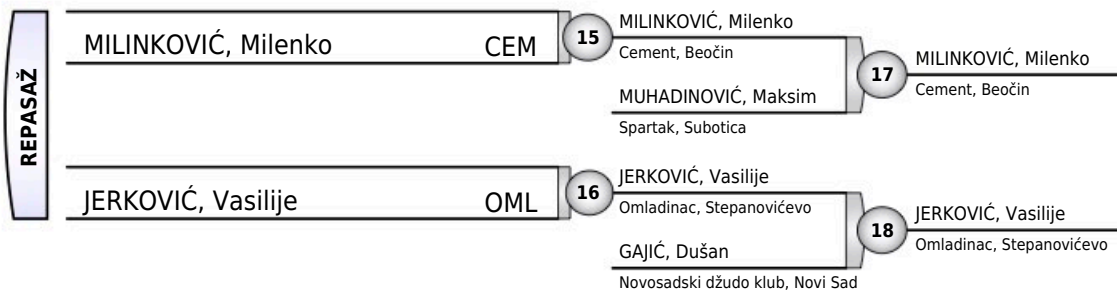 REPASAŽ
MILINKOVIĆ, Milenko CEM
15
MILINKOVIĆ, Milenko
Cement, Beočin
MUHADINOVIĆ, Maksim
Spartak, Subotica
17
MILINKOVIĆ, Milenko
Cement, Beočin
JERKOVIĆ, Vasilije OML
16
JERKOVIĆ, Vasilije
Omladinac, Stepanovićevo
GAJIĆ, Dušan
Novosadski džudo klub, Novi Sad
18
JERKOVIĆ, Vasilije
Omladinac, Stepanovićevo